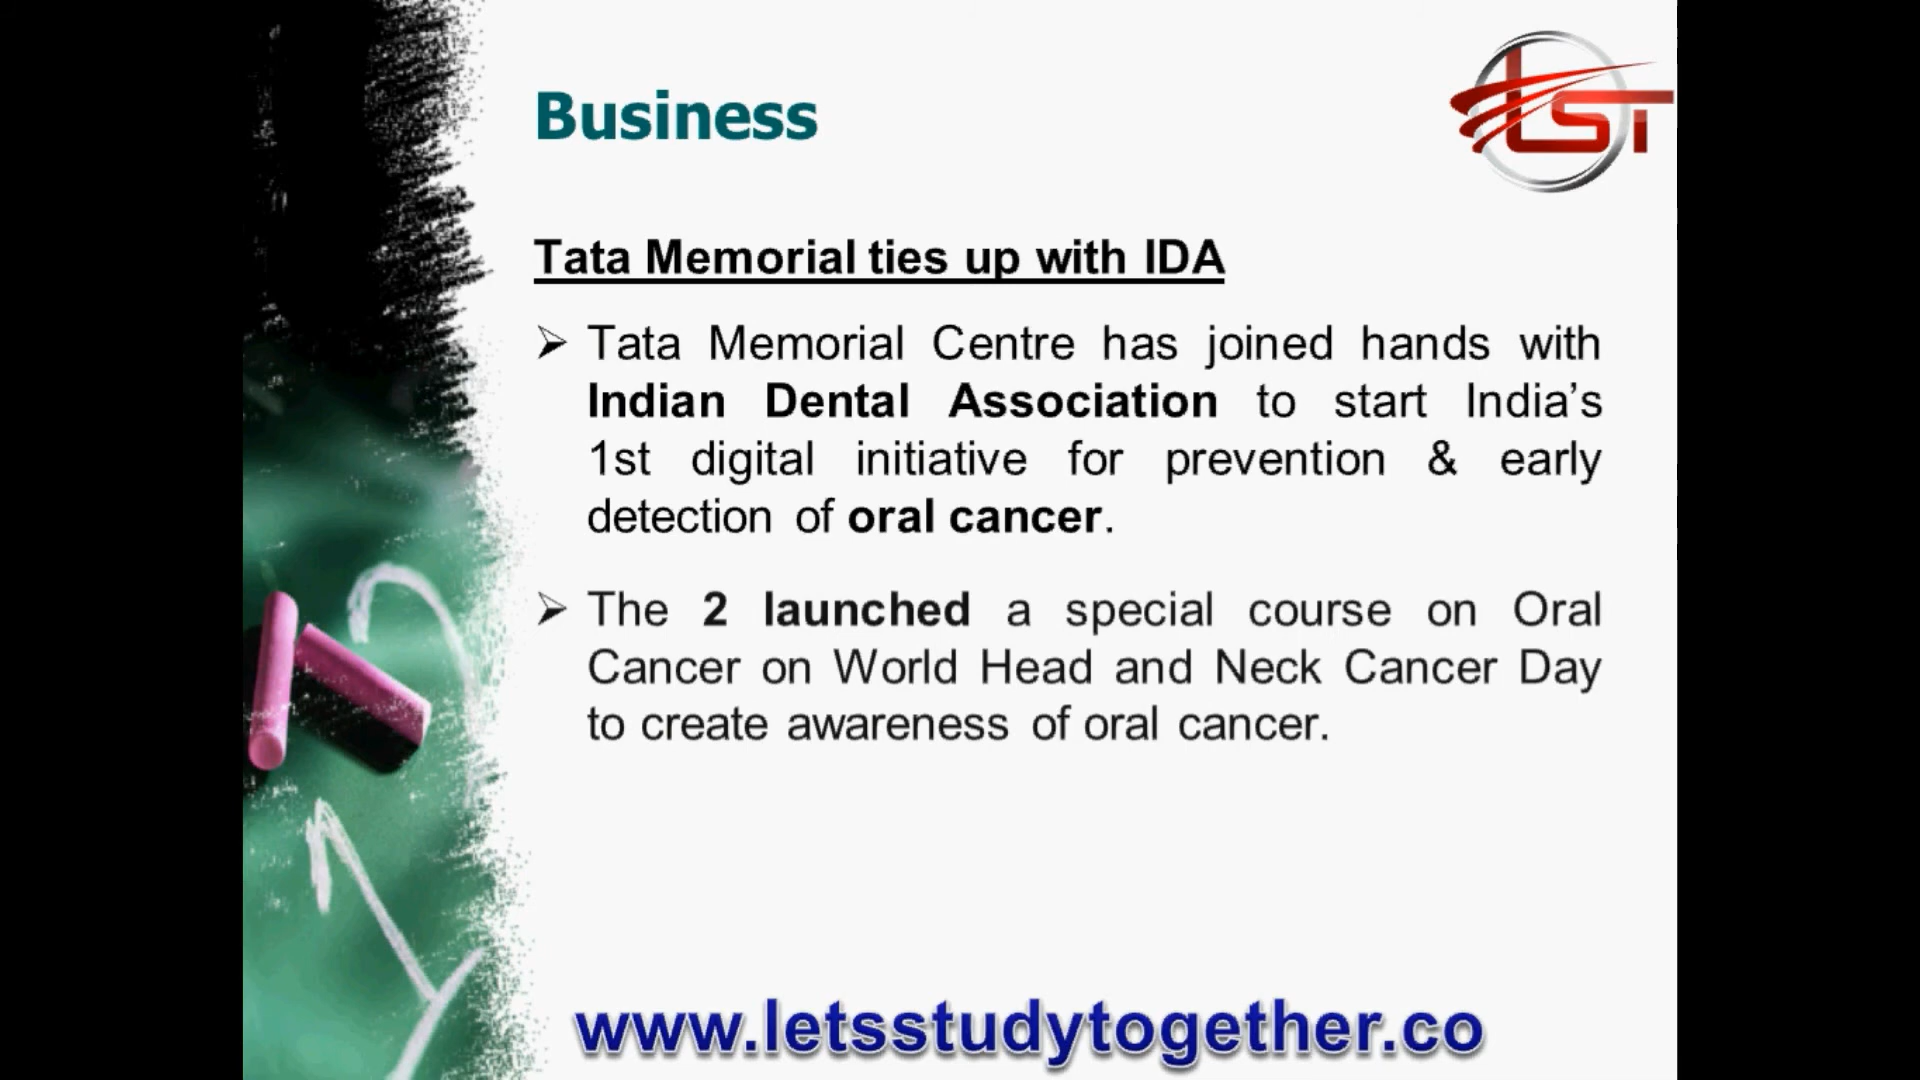 Business
LST
Tata Memorial ties up with IDA
➢ Tata Memorial Centre has joined hands with
Indian Dental Association to start India’s
1st digital initiative for prevention & early
detection of oral cancer.
➢ The 2 launched a special course on Oral
Cancer on World Head and Neck Cancer Day
to create awareness of oral cancer.
www.letsstudytogether.co